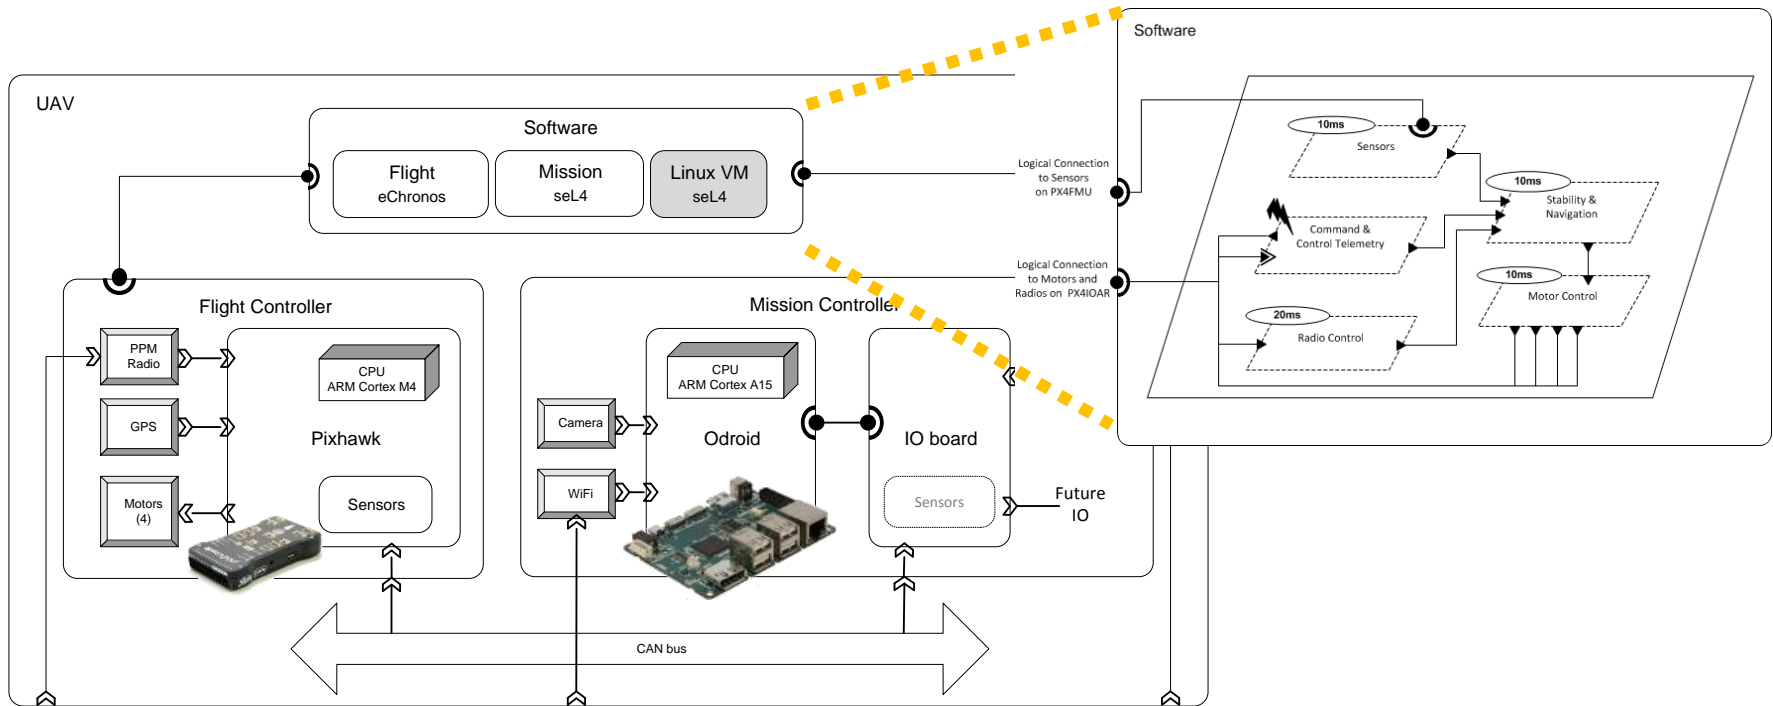 Software
UAV
Software
Flight
eChronos
Mission
seL4
Linux VM
seL4
Logical Connection
to Sensors
on PX4FMU
Logical Connection
to Motors and
Radios on PX4IOAR
10ms
Sensors
10ms
Stability &
Navigation
Command &
Control Telemetry
10ms
Motor Control
20ms
Radio Control
Flight Controller
PPM
Radio
GPS
Motors
(4)
CPU
ARM Cortex M4
Pixhawk
Sensors
Mission Controller
Camera
WiFi
CPU
ARM Cortex A15
Odroid
IO board
Sensors
Future
IO
CAN bus